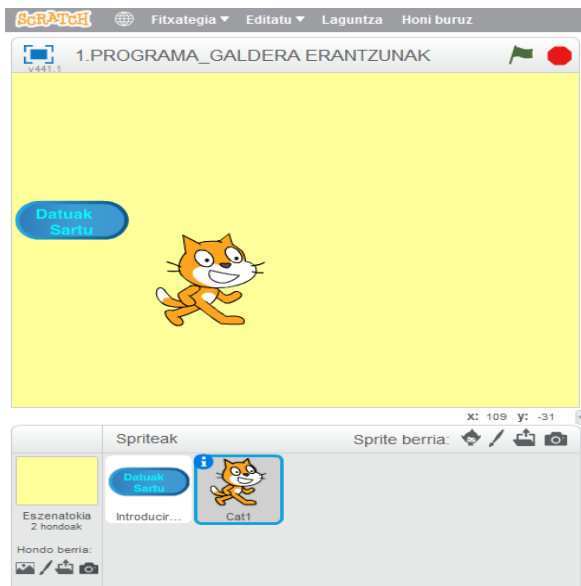 SCRATCH Fitxategia Editatu Laguntza Honi buruz
v441.1 1.PROGRAMA_GALDERA ERANTZUNAK
Datuak
Sartu
x: 109 y: -31
Spriteak Sprite berria:
Datuak
Sartu
Eszenatokia
2 hondoak
Introducir...
Cat1
Hondo berria: